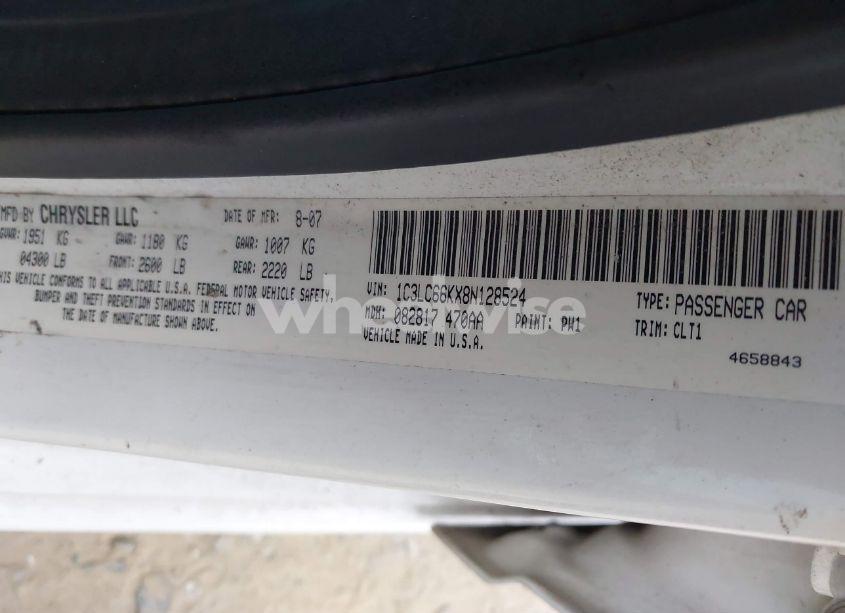 MFD BY CHRYSLER LLC DATE OF MFR: 8-07
GVWR: 1951 KG GAWR: 1180 KG GAWR: 1007 KG
04300 LB FRONT: 2600 LB REAR: 2220 LB
THIS VEHICLE CONFORMS TO ALL APPLICABLE U.S.A. FEDERAL MOTOR VEHICLE SAFETY,
BUMPER AND THEFT PREVENTION STANDARDS IN EFFECT ON
THE DATE OF MANUFACTURE SHOWN ABOVE.
VIN: 1C3LC66KX8N128524 TYPE: PASSENGER CAR
MDH: 082817 470AA PAINT: PW1 TRIM: CLT1
VEHICLE MADE IN U.S.A.
4658843
wheelwise